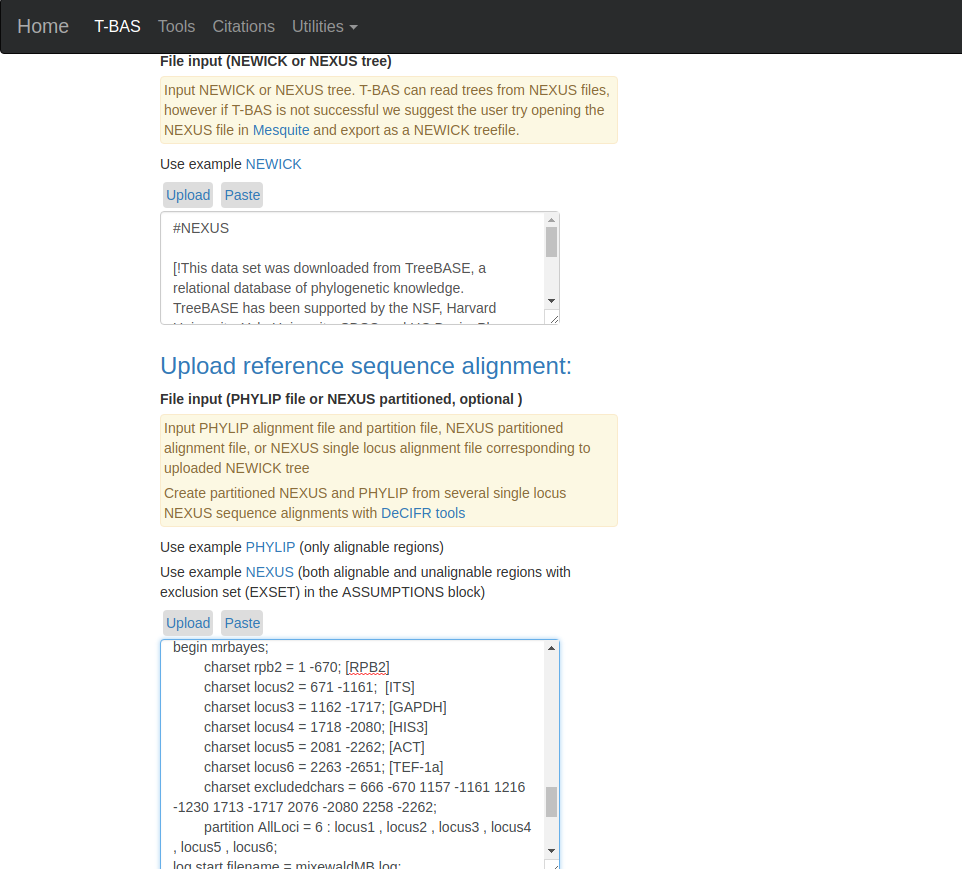 Home T-BAS Tools Citations Utilities
File input (NEWICK or NEXUS tree)
Input NEWICK or NEXUS tree. T-BAS can read trees from NEXUS files,
however if T-BAS is not successful we suggest the user try opening the
NEXUS file in Mesquite and export as a NEWICK treefile.
Use example NEWICK
Upload Paste
#NEXUS
[!This data set was downloaded from TreeBASE, a
relational database of phylogenetic knowledge.
TreeBASE has been supported by the NSF, Harvard
Upload reference sequence alignment:
File input (PHYLIP file or NEXUS partitioned, optional )
Input PHYLIP alignment file and partition file, NEXUS partitioned
alignment file, or NEXUS single locus alignment file corresponding to
uploaded NEWICK tree
Create partitioned NEXUS and PHYLIP from several single locus
NEXUS sequence alignments with DeCIFR tools
Use example PHYLIP (only alignable regions)
Use example NEXUS (both alignable and unalignable regions with
exclusion set (EXSET) in the ASSUMPTIONS block)
Upload Paste
begin mrbayes;
charset rpb2 = 1 -670; [RPB2]
charset locus2 = 671 -1161; [ITS]
charset locus3 = 1162 -1717; [GAPDH]
charset locus4 = 1718 -2080; [HIS3]
charset locus5 = 2081 -2262; [ACT]
charset locus6 = 2263 -2651; [TEF-1a]
charset excludedchars = 666 -670 1157 -1161 1216
-1230 1713 -1717 2076 -2080 2258 -2262;
partition AllLoci = 6 : locus1 , locus2 , locus3 , locus4
, locus5 , locus6;
log start filename = mixewaldMB.log;